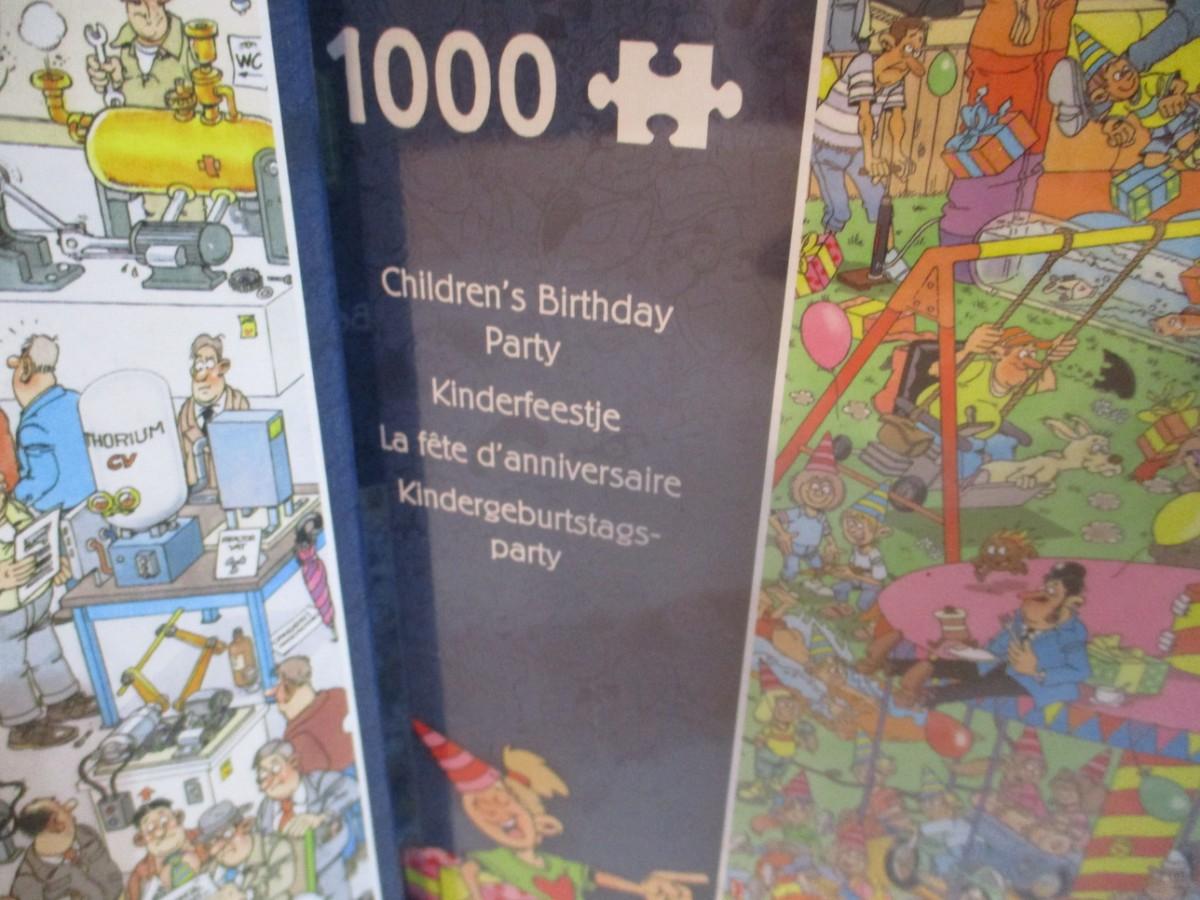 1000
Children's Birthday
Party
Kinderfeestje
La fête d'anniversaire
Kindergeburtstags-
party
WC
THORIUM
CV